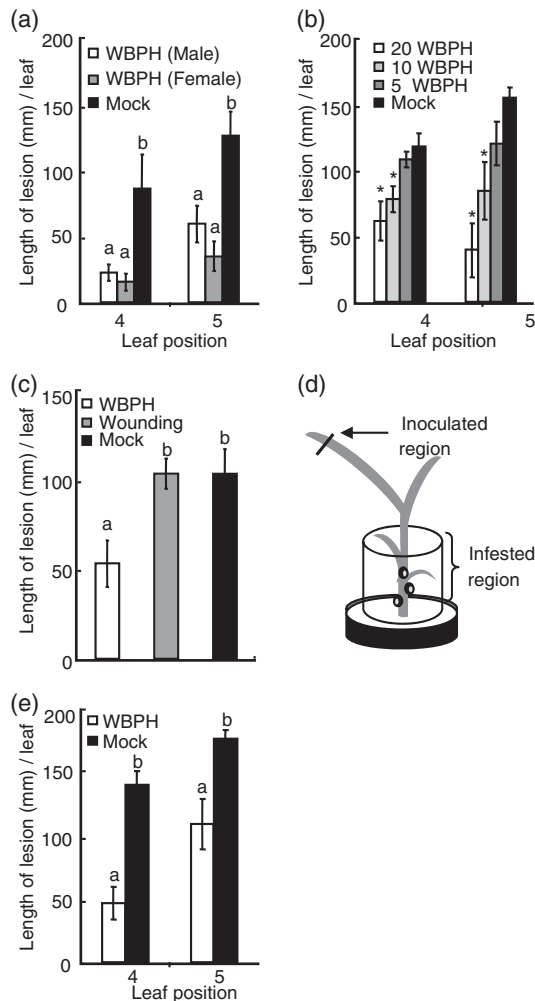 (a)
WBPH (Male)
WBPH (Female)
Mock
Length of lesion (mm) / leaf
200
150
100
50
0
a
a
b
a
a
b
4
5
Leaf position
(b)
20 WBPH
10 WBPH
5 WBPH
Mock
Length of lesion (mm) / leaf
200
150
100
50
0
*
*
*
*
4
5
Leaf position
(c)
WBPH
Wounding
Mock
Length of lesion (mm) / leaf
150
100
50
0
a
b
b
(d)
Inoculated
region
Infested
region
(e)
WBPH
Mock
Length of lesion (mm) / leaf
200
150
100
50
0
a
b
a
b
4
5
Leaf position